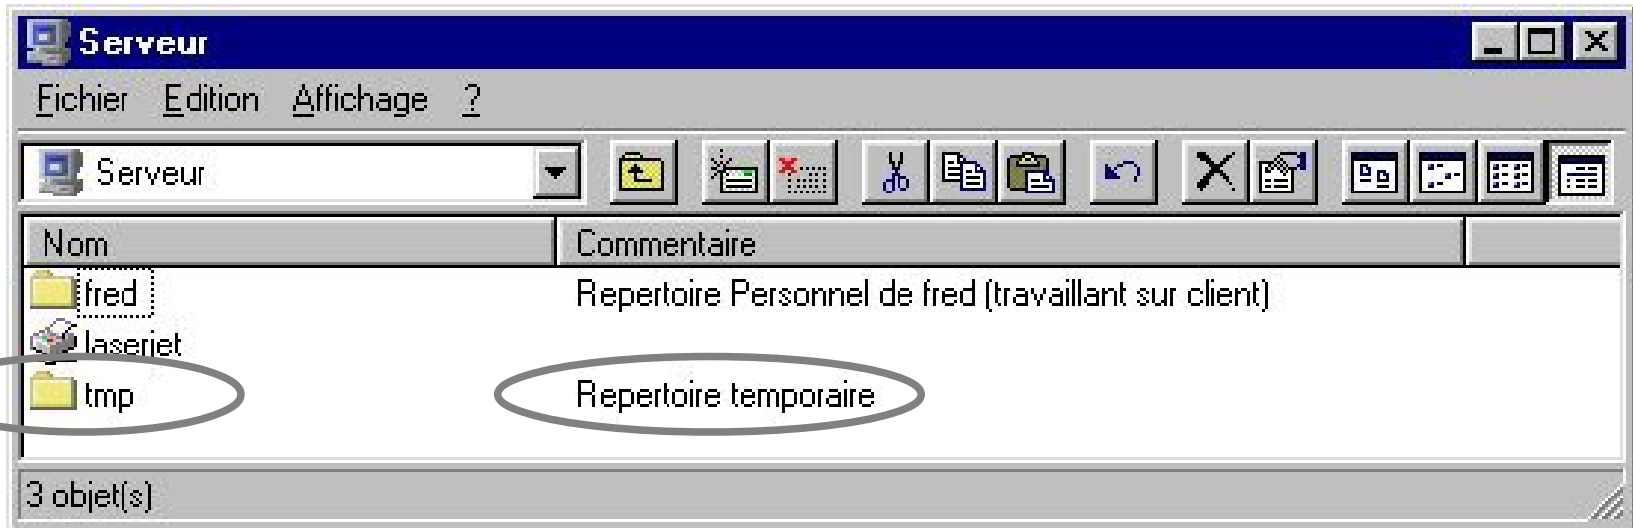 Serveur
Fichier Edition Affichage ?
Serveur
Nom Commentaire
fred Repertoire Personnel de fred (travaillant sur client)
laserjet
tmp Repertoire temporaire
3 objet(s)